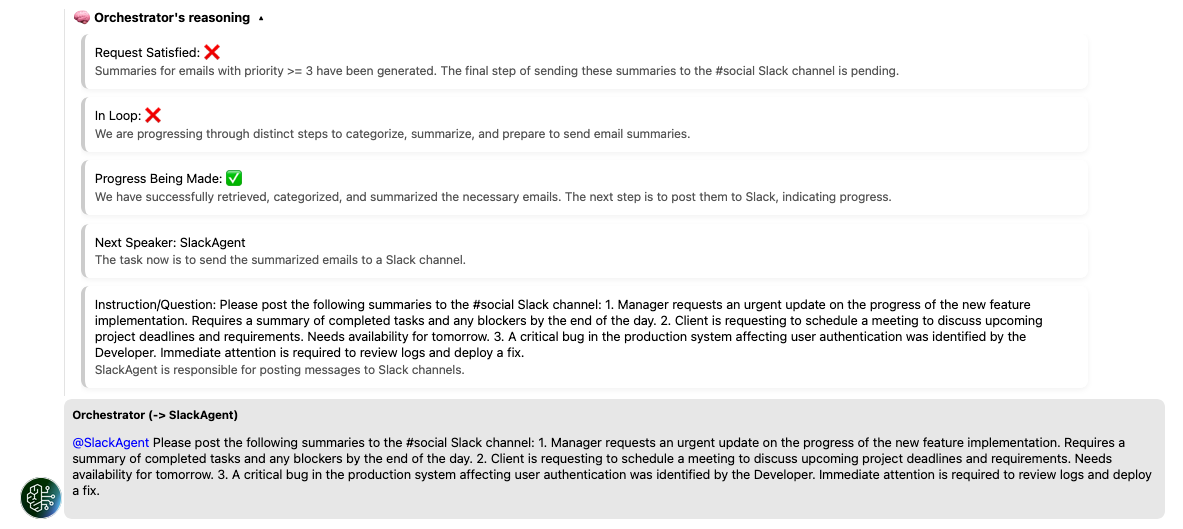 🧠 Orchestrator's reasoning ▲
Request Satisfied: ❌
Summaries for emails with priority >= 3 have been generated. The final step of sending these summaries to the #social Slack channel is pending.
In Loop: ❌
We are progressing through distinct steps to categorize, summarize, and prepare to send email summaries.
Progress Being Made: ✅
We have successfully retrieved, categorized, and summarized the necessary emails. The next step is to post them to Slack, indicating progress.
Next Speaker: SlackAgent
The task now is to send the summarized emails to a Slack channel.
Instruction/Question: Please post the following summaries to the #social Slack channel: 1. Manager requests an urgent update on the progress of the new feature
implementation. Requires a summary of completed tasks and any blockers by the end of the day. 2. Client is requesting to schedule a meeting to discuss upcoming
project deadlines and requirements. Needs availability for tomorrow. 3. A critical bug in the production system affecting user authentication was identified by the
Developer. Immediate attention is required to review logs and deploy a fix.
SlackAgent is responsible for posting messages to Slack channels.
Orchestrator (-> SlackAgent)
@SlackAgent Please post the following summaries to the #social Slack channel: 1. Manager requests an urgent update on the progress of the new feature implementation. Requires a
summary of completed tasks and any blockers by the end of the day. 2. Client is requesting to schedule a meeting to discuss upcoming project deadlines and requirements. Needs
availability for tomorrow. 3. A critical bug in the production system affecting user authentication was identified by the Developer. Immediate attention is required to review logs and deploy
a fix.